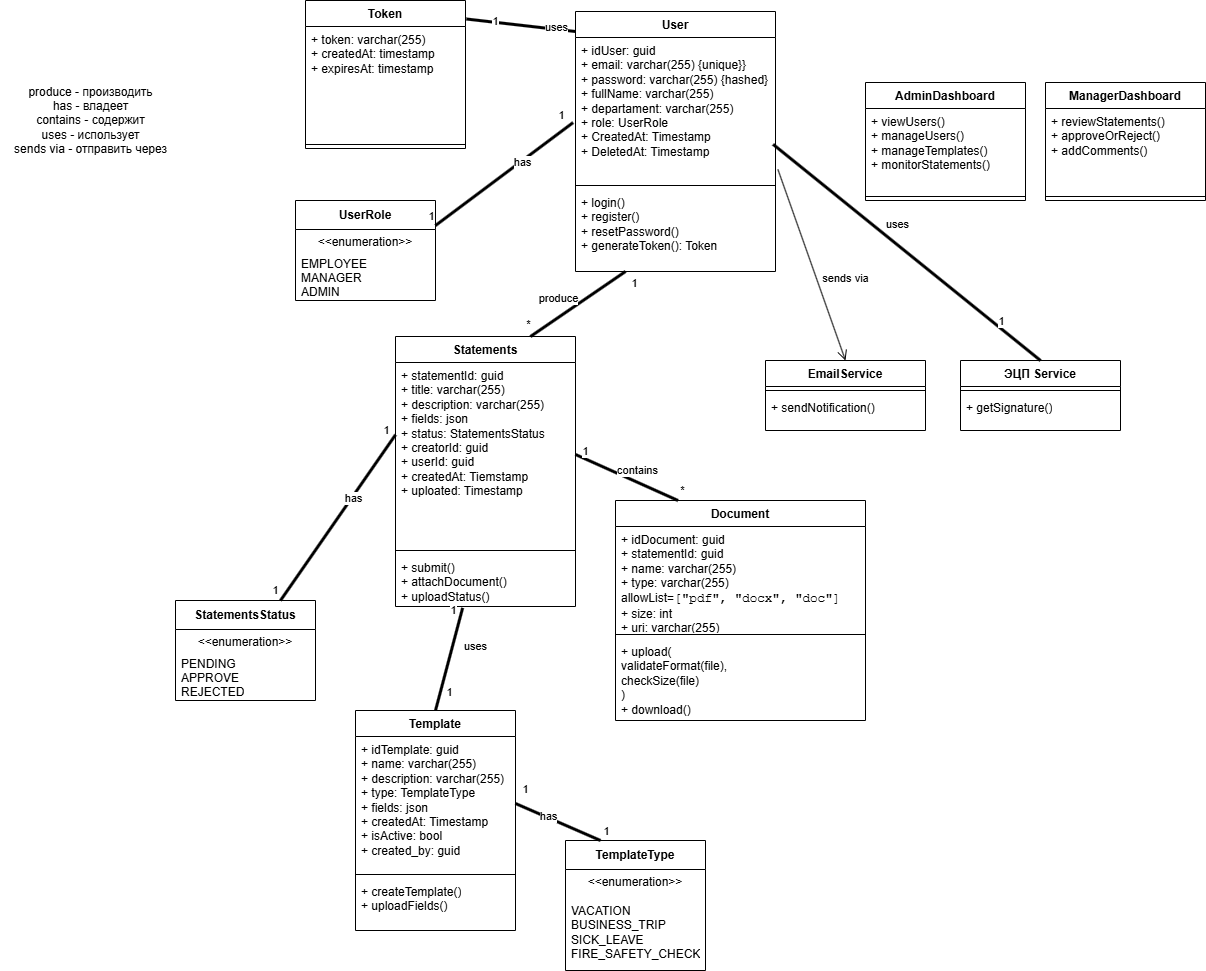 produce - производить
has - владеет
contains - содержит
uses - использует
sends via - отправить через
Token
+ token: varchar(255)
+ createdAt: timestamp
+ expiresAt: timestamp
1
uses
User
+ idUser: guid
+ email: varchar(255) {unique}}
+ password: varchar(255) {hashed}
+ fullName: varchar(255)
+ departament: varchar(255)
+ role: UserRole
+ CreatedAt: Timestamp
+ DeletedAt: Timestamp
+ login()
+ register()
+ resetPassword()
+ generateToken(): Token
AdminDashboard
+ viewUsers()
+ manageUsers()
+ manageTemplates()
+ monitorStatements()
ManagerDashboard
+ reviewStatements()
+ approveOrReject()
+ addComments()
1
has
1
UserRole
<<enumeration>>
EMPLOYEE
MANAGER
ADMIN
uses
1
sends via
1
produce
*
EmailService
+ sendNotification()
ЭЦП Service
+ getSignature()
Statements
+ statementId: guid
+ title: varchar(255)
+ description: varchar(255)
+ fields: json
+ status: StatementsStatus
+ creatorId: guid
+ userId: guid
+ createdAt: Tiemstamp
+ uploaded: Timestamp
+ submit()
+ attachDocument()
+ uploadStatus()
1
has
1
StatementsStatus
<<enumeration>>
PENDING
APPROVE
REJECTED
1
contains
*
Document
+ idDocument: guid
+ statementId: guid
+ name: varchar(255)
+ type: varchar(255)
allowList=["pdf", "docx", "doc"]
+ size: int
+ uri: varchar(255)
+ upload(
validateFormat(file),
checkSize(file)
)
+ download()
1
uses
1
Template
+ idTemplate: guid
+ name: varchar(255)
+ description: varchar(255)
+ type: TemplateType
+ fields: json
+ createdAt: Timestamp
+ isActive: bool
+ created_by: guid
+ createTemplate()
+ uploadFields()
1
has
1
TemplateType
<<enumeration>>
VACATION
BUSINESS_TRIP
SICK_LEAVE
FIRE_SAFETY_CHECK